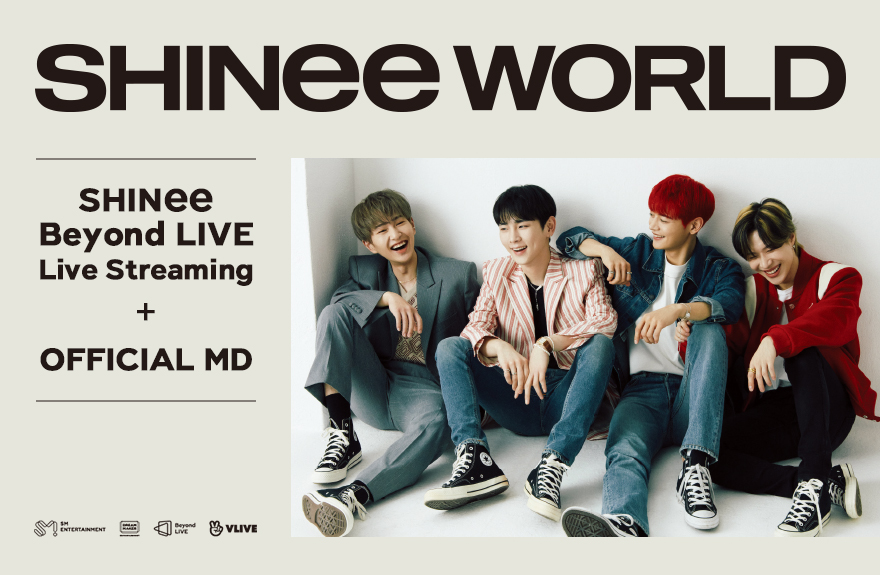 SHINee WORLD
SHINee
Beyond LIVE
Live Streaming
+
OFFICIAL MD
SM
ENTERTAINMENT
DREAM
MAKER
Beyond
LIVE
VLIVE